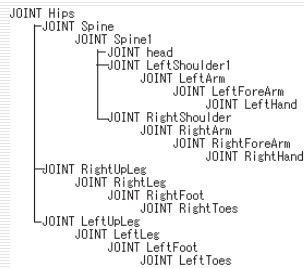 JOINT Hips
JOINT Spine
JOINT Spine1
JOINT head
JOINT LeftShoulder1
JOINT LeftArm
JOINT LeftForeArm
JOINT LeftHand
JOINT RightShoulder
JOINT RightArm
JOINT RightForeArm
JOINT RightHand
JOINT RightUpLeg
JOINT RightLeg
JOINT RightFoot
JOINT RightToes
JOINT LeftUpLeg
JOINT LeftLeg
JOINT LeftFoot
JOINT LeftToes